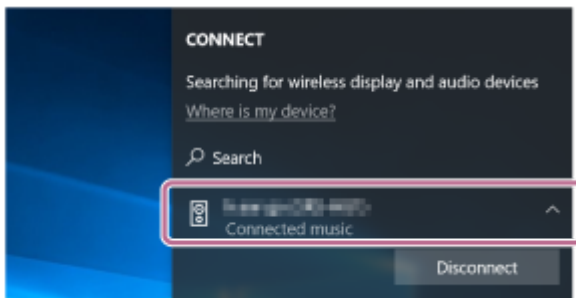 CONNECT
Searching for wireless display and audio devices
Where is my device?
Search
Connected music
Disconnect